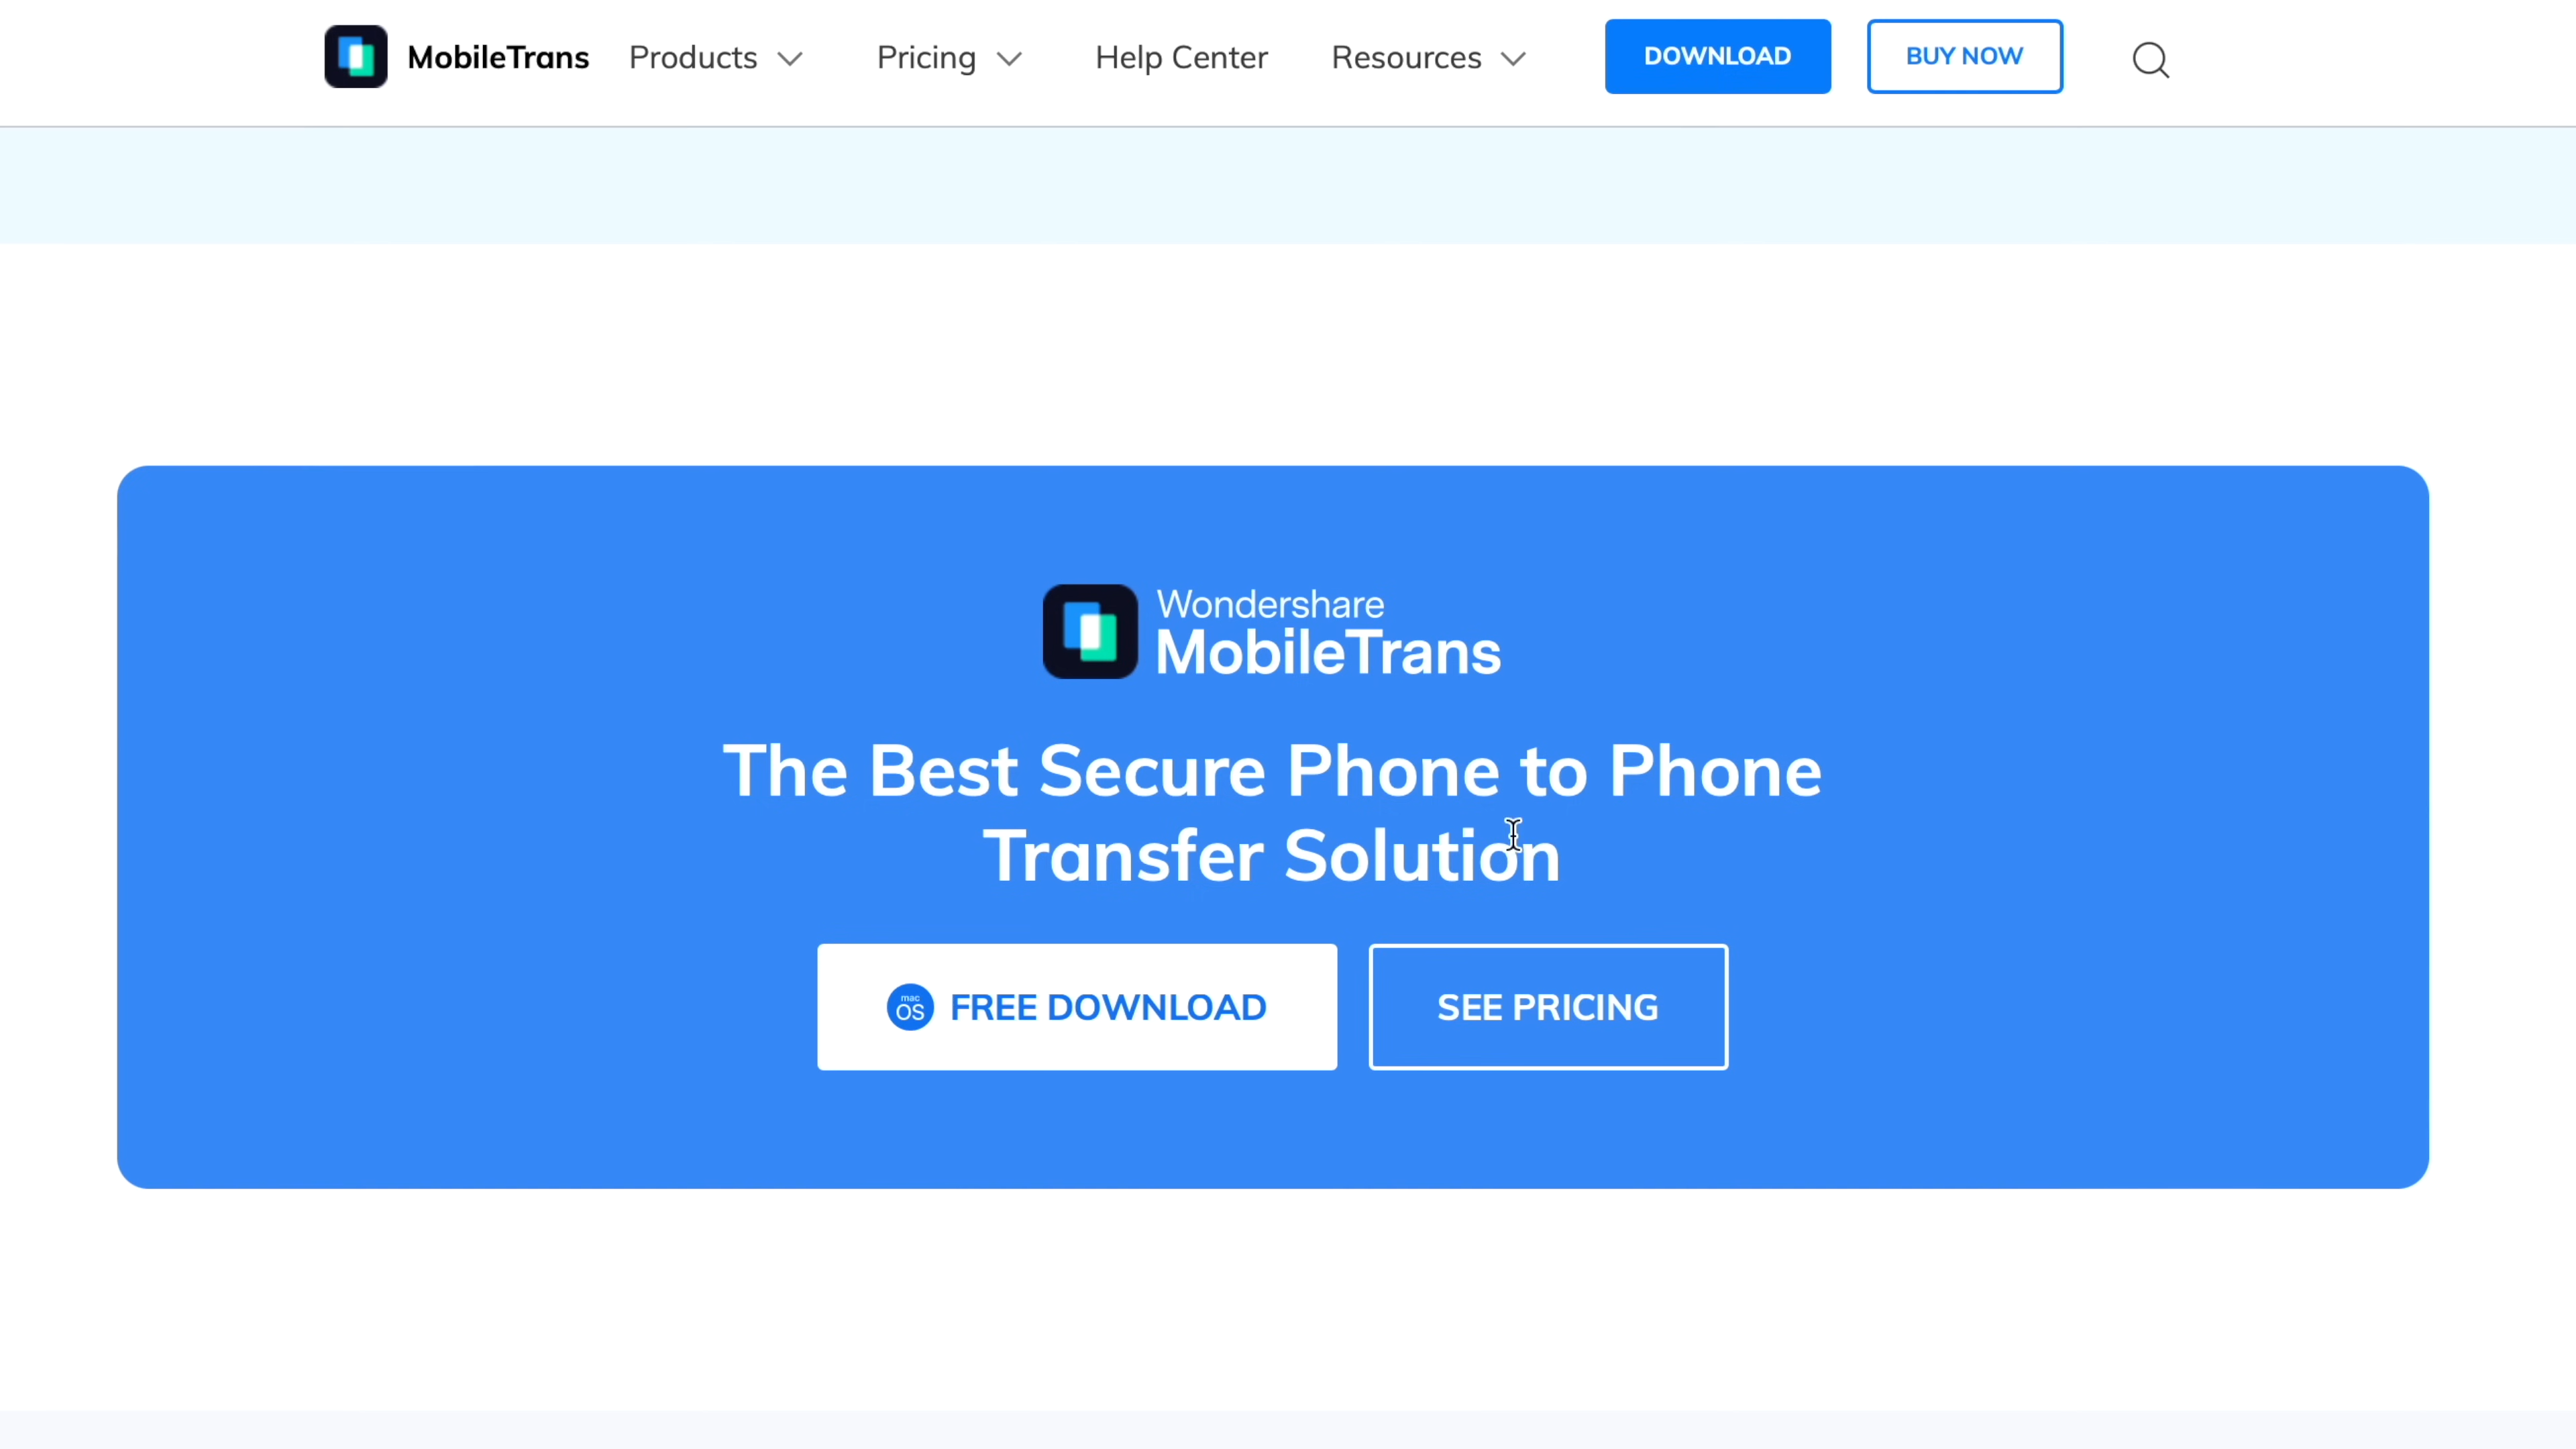 MobileTrans Products Pricing Help Center Resources DOWNLOAD BUY NOW
Wondershare
MobileTrans
The Best Secure Phone to Phone
Transfer Solution
mac
OS
FREE DOWNLOAD SEE PRICING